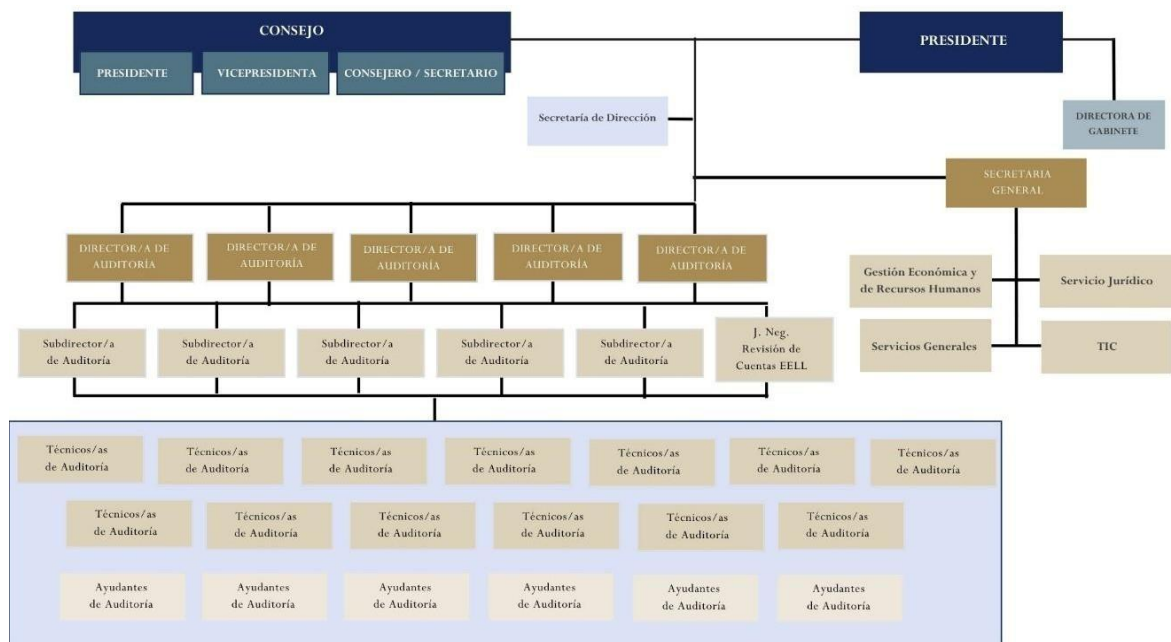 CONSEJO
PRESIDENTE
VICEPRESIDENTA
CONSEJERO / SECRETARIO
PRESIDENTE
Secretaría de Dirección
DIRECTORA DE
GABINETE
SECRETARIA
GENERAL
DIRECTOR/A DE
AUDITORÍA
DIRECTOR/A DE
AUDITORÍA
DIRECTOR/A DE
AUDITORÍA
DIRECTOR/A DE
AUDITORÍA
DIRECTOR/A DE
AUDITORÍA
Gestión Económica y
de Recursos Humanos
Servicio Jurídico
Servicios Generales
TIC
Subdirector/a
de Auditoría
Subdirector/a
de Auditoría
Subdirector/a
de Auditoría
Subdirector/a
de Auditoría
Subdirector/a
de Auditoría
J. Neg.
Revisión de
Cuentas EELL
Técnicos/as
de Auditoría
Técnicos/as
de Auditoría
Técnicos/as
de Auditoría
Técnicos/as
de Auditoría
Técnicos/as
de Auditoría
Técnicos/as
de Auditoría
Técnicos/as
de Auditoría
Técnicos/as
de Auditoría
Técnicos/as
de Auditoría
Técnicos/as
de Auditoría
Técnicos/as
de Auditoría
Técnicos/as
de Auditoría
Técnicos/as
de Auditoría
Ayudantes
de Auditoría
Ayudantes
de Auditoría
Ayudantes
de Auditoría
Ayudantes
de Auditoría
Ayudantes
de Auditoría
Ayudantes
de Auditoría